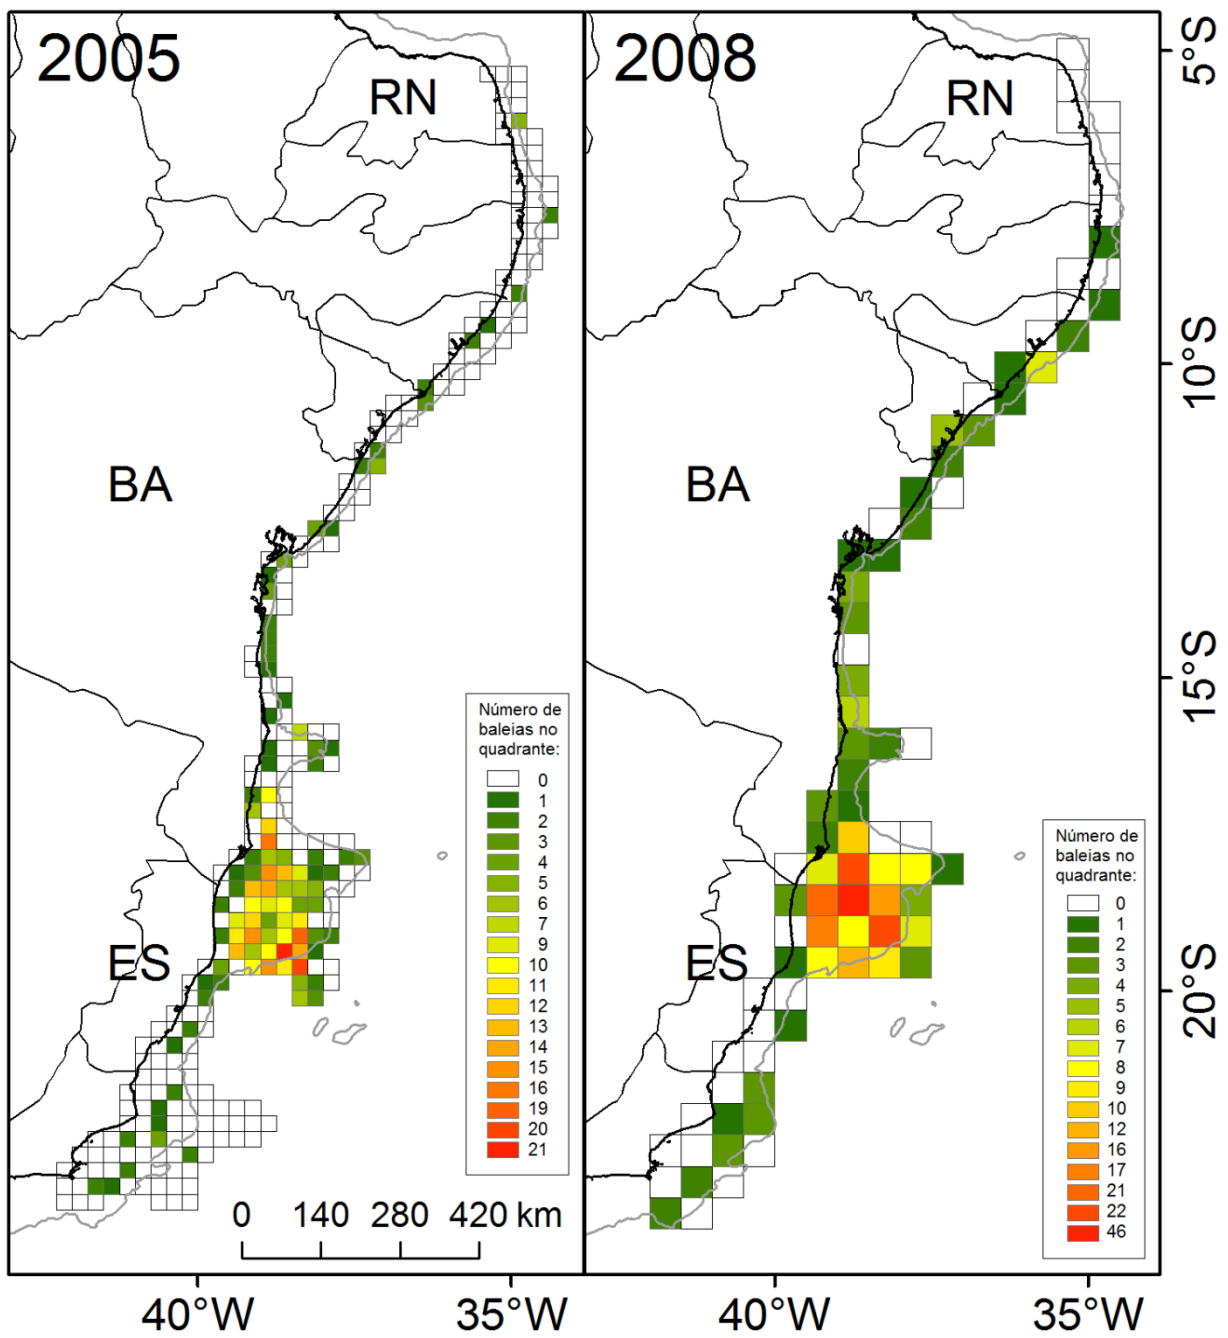 2005
RN
BA
ES
Número de
baleias no
quadrante:
0
1
2
3
4
5
6
7
9
10
11
12
13
14
15
16
19
20
21
0 140 280 420 km
40°W 35°W
2008
RN
BA
ES
Número de
baleias no
quadrante:
0
1
2
3
4
5
6
7
8
9
10
12
16
17
21
22
46
40°W 35°W
5°S
10°S
15°S
20°S